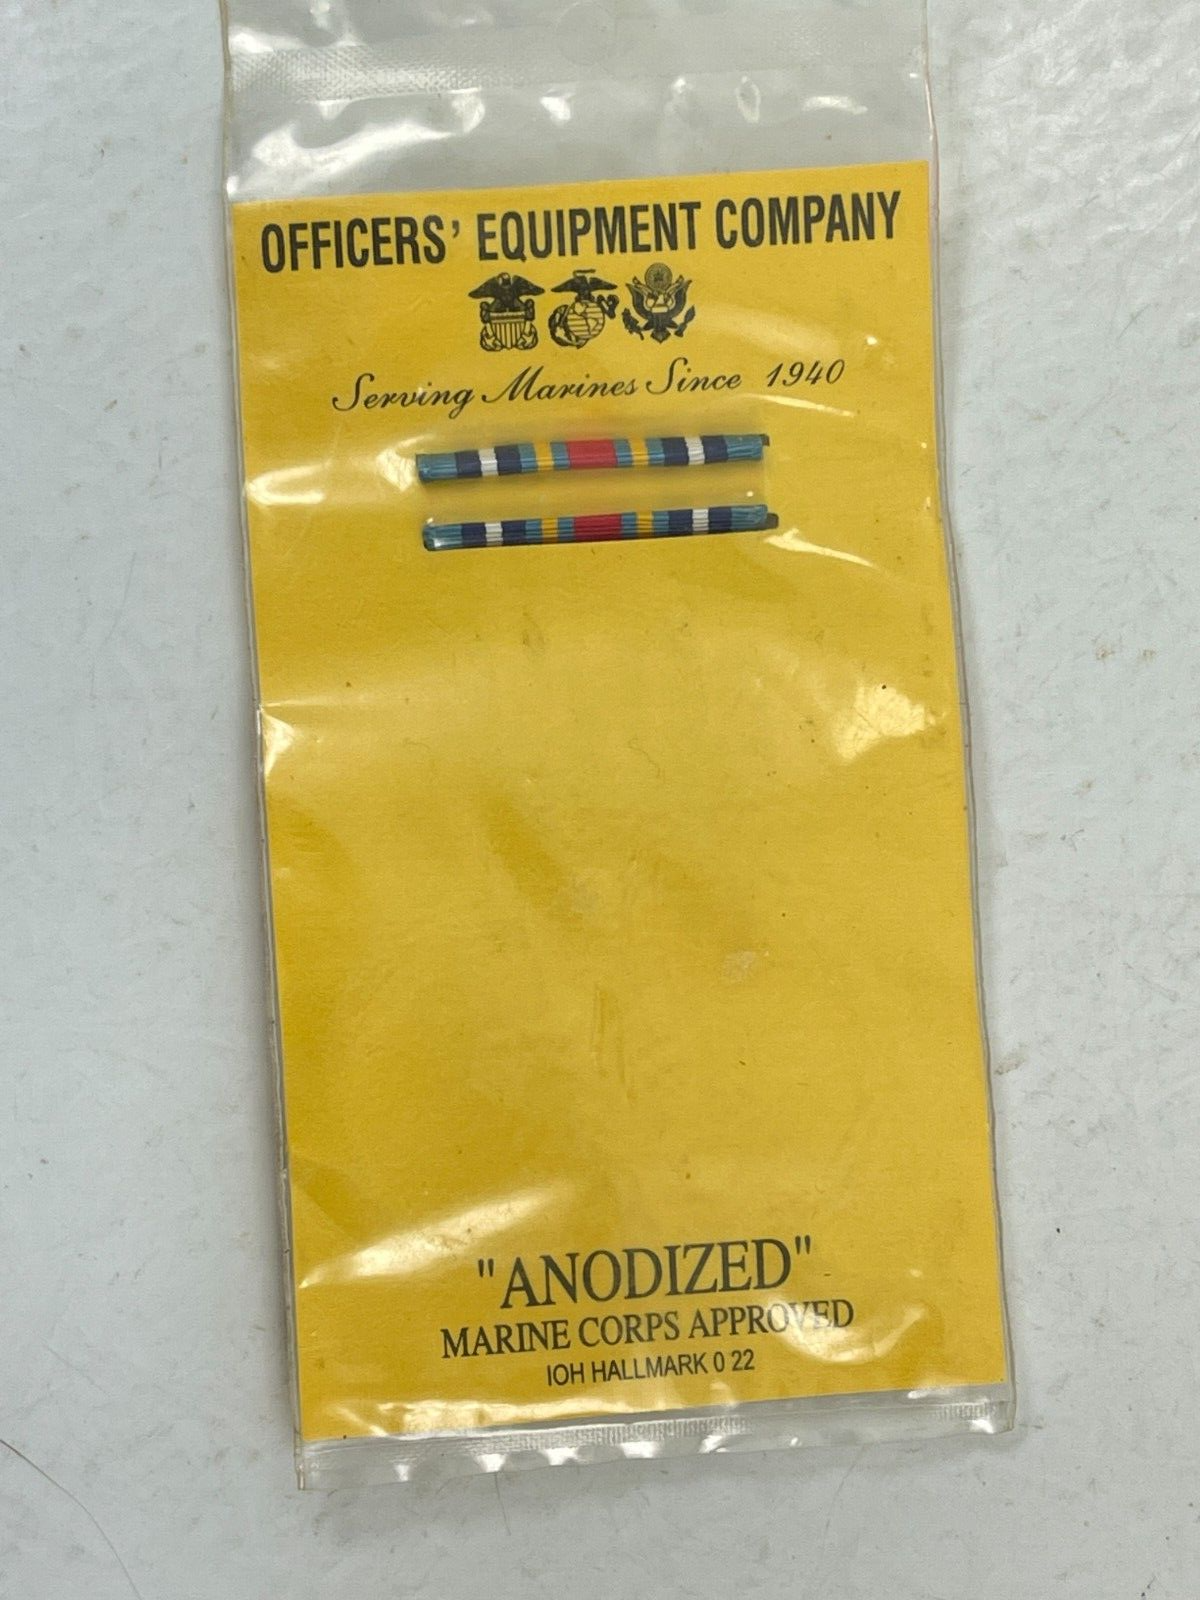 OFFICERS' EQUIPMENT COMPANY
Serving Marines Since 1940
"ANODIZED"
MARINE CORPS APPROVED
IOH HALLMARK 0 22